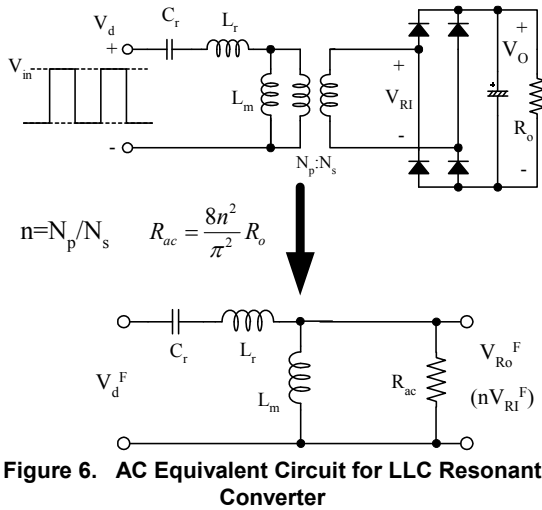 C_r
L_r
V_d
+
V_in
L_m
-
N_p:N_s
+
V_RI
-
+
V_O
R_o
-
n=N_p/N_s
R_ac = 8n^2/π^2 R_o
C_r
L_r
V_d^F
L_m
R_ac
V_Ro^F
(nV_RI^F)
Figure 6. AC Equivalent Circuit for LLC Resonant
Converter